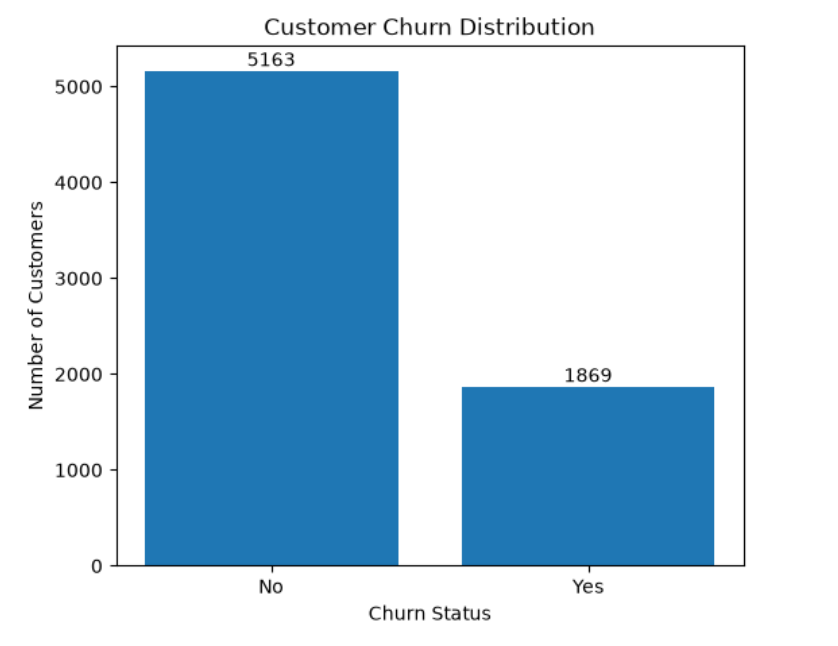 Customer Churn Distribution
5163
1869
5000
4000
3000
2000
1000
0
Number of Customers
No
Yes
Churn Status